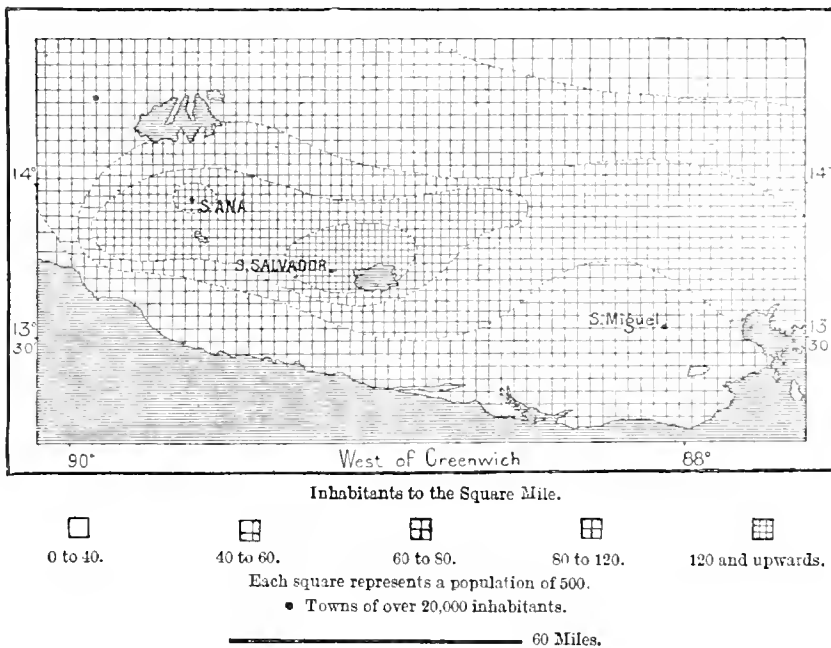 14° 14°
S. ANA
S. SALVADOR
S. Miguel
13° 13°
30' 30'
90° West of Greenwich 88°
Inhabitants to the Square Mile.
0 to 40. 40 to 60. 60 to 80. 80 to 120. 120 and upwards.
Each square represents a population of 500.
• Towns of over 20,000 inhabitants.
60 Miles.